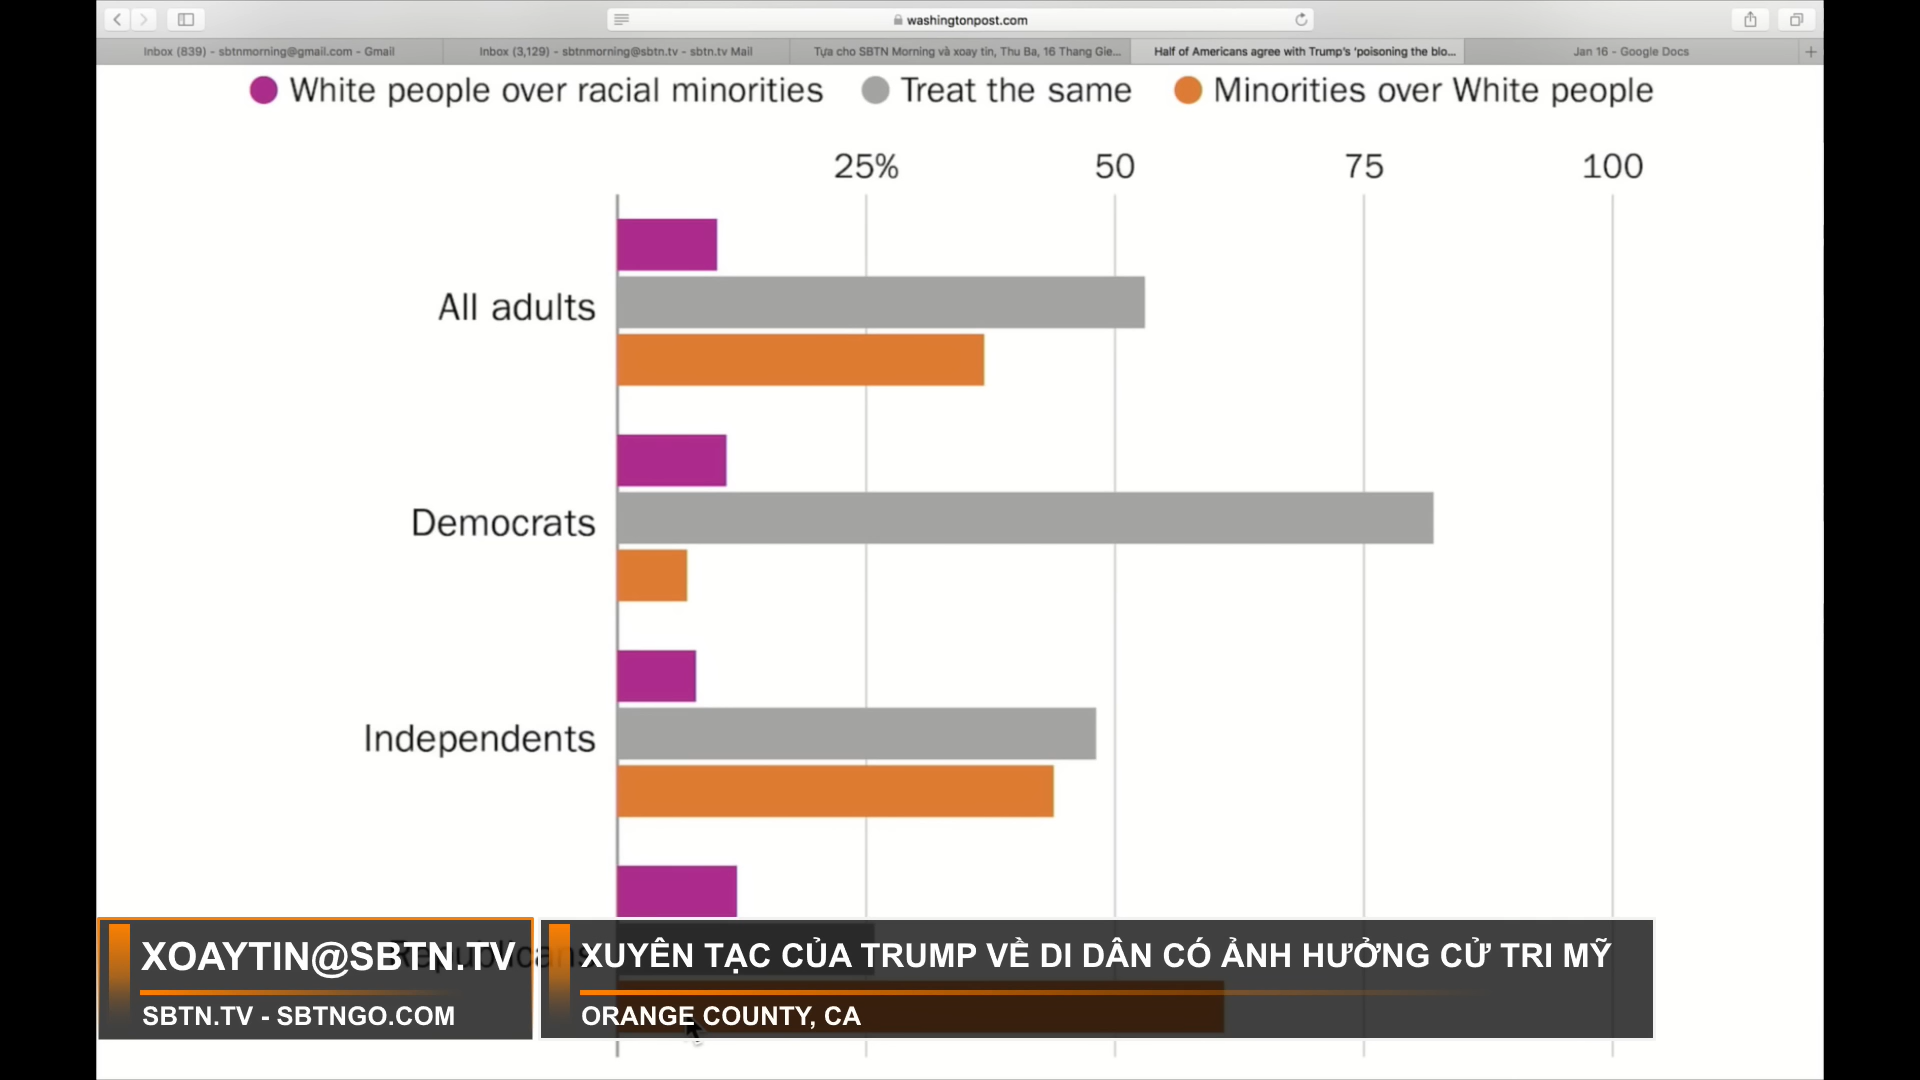 washingtonpost.com
Inbox (839) - sbtnmorning@gmail.com - Gmail
Inbox (3,129) - sbtnmorning@sbtn.tv - sbtn.tv Mail
Tựa cho SBTN Morning và xoay tin, Thu Ba, 16 Thang Gie...
Half of Americans agree with Trump's 'poisoning the blo...
Jan 16 - Google Docs
White people over racial minorities
Treat the same
Minorities over White people
25% 50 75 100
All adults
Democrats
Independents
Republicans
XOAYTIN@SBTN.TV
SBTN.TV - SBTNGO.COM
XUYÊN TẠC CỦA TRUMP VỀ DI DÂN CÓ ẢNH HƯỞNG CỬ TRI MỸ
ORANGE COUNTY, CA